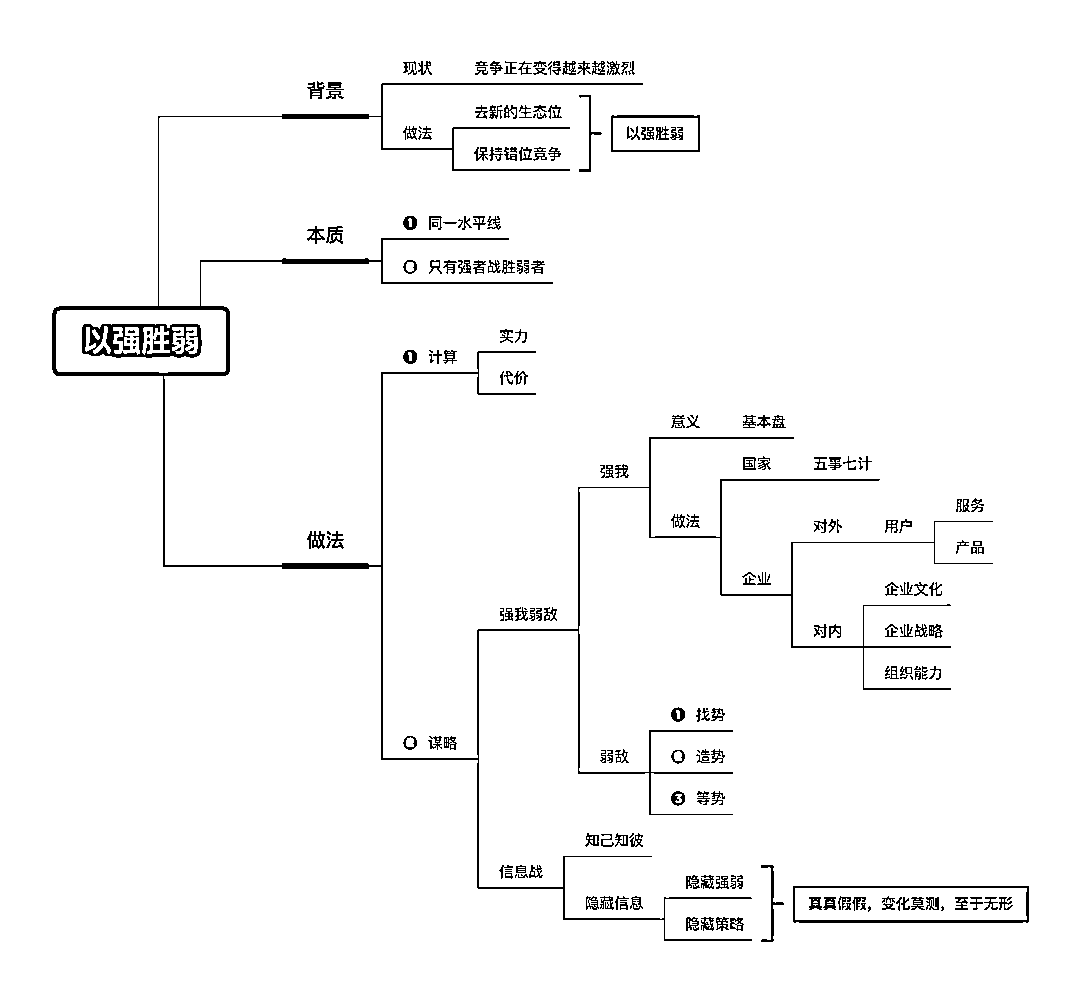 现状 竞争正在变得越来越激烈
背景
去新的生态位
做法
以强胜弱
保持错位竞争
❶ 同一水平线
本质
只有强者战胜弱者
以强胜弱
实力
❶ 计算
代价
意义 基本盘
国家 五事七计
强我
服务
做法
对外 用户
产品
做法
企业
企业文化
强我弱敌
对内
企业战略
组织能力
❶ 找势
谋略
弱敌
造势
❸ 等势
知己知彼
信息战
隐藏强弱
隐藏信息
真真假假，变化莫测，至于无形
隐藏策略